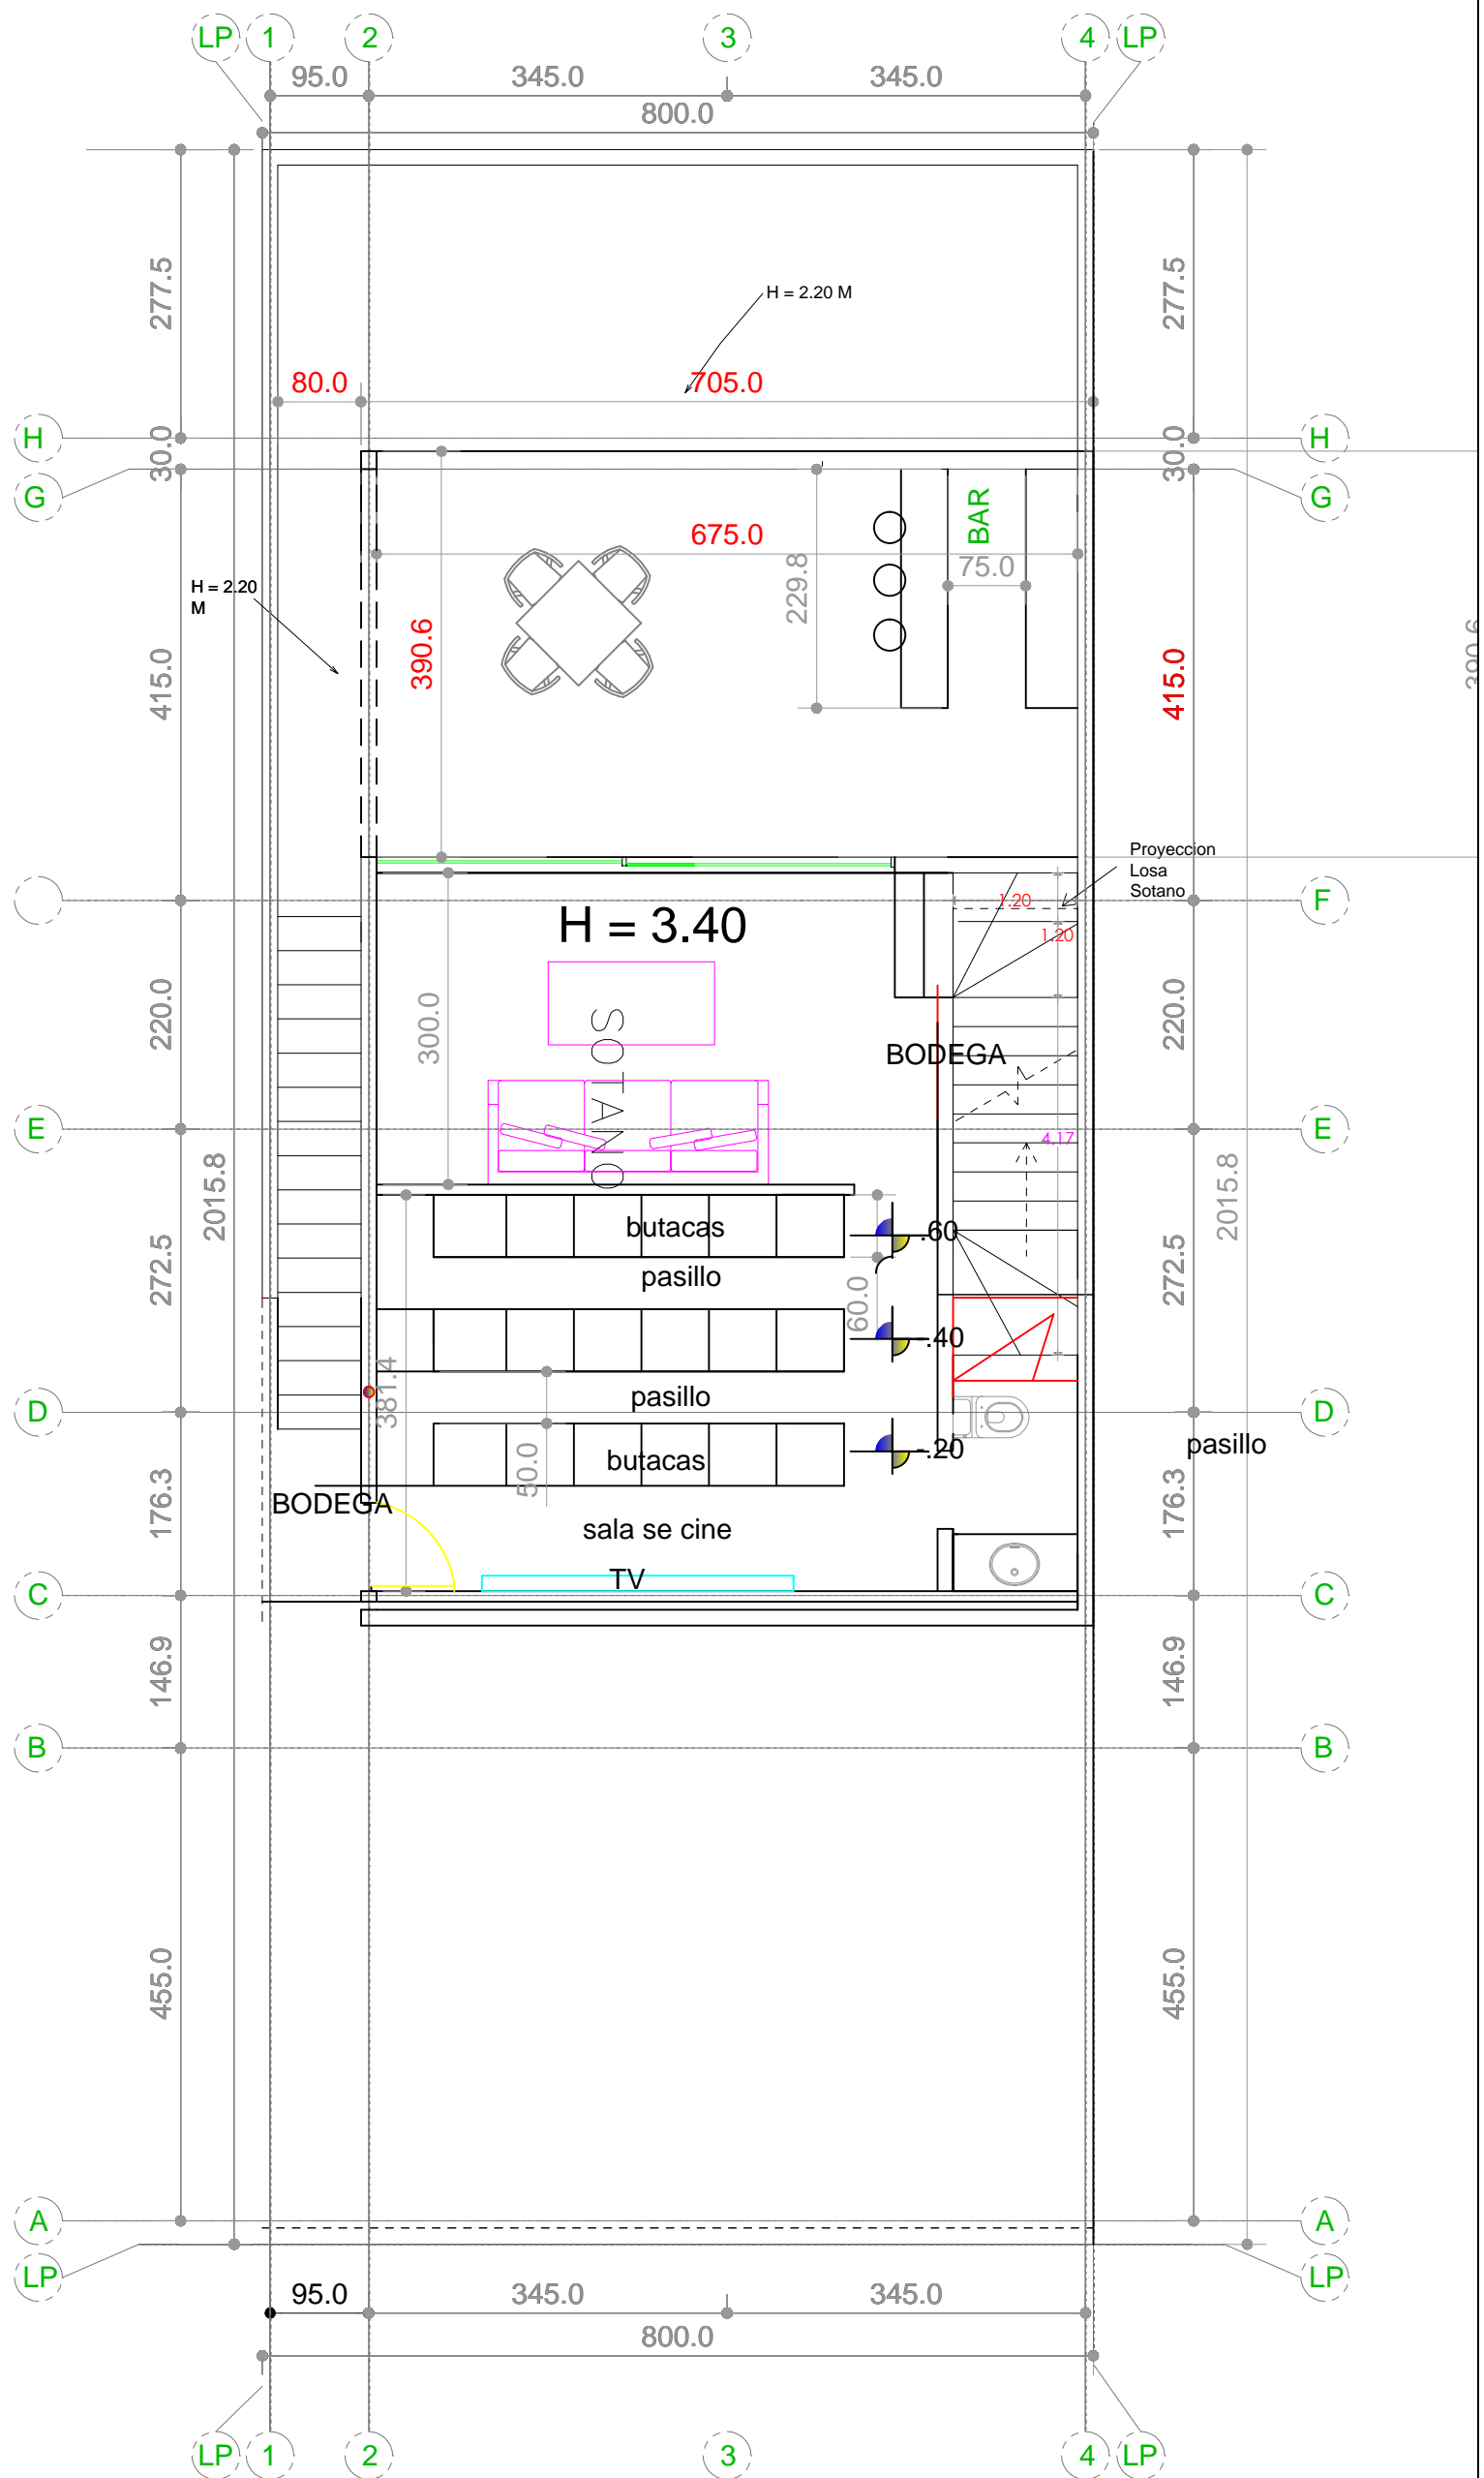 LP 1 2 3 4 LP
95.0 345.0 345.0
800.0
277.5 277.5
H = 2.20 M
80.0 705.0
H H
30.0 30.0
G G
BAR
675.0
75.0
229.8
H = 2.20
M
390.6
415.0 415.0
390.6
Proyeccion
Losa
Sotano
1.20
F
H = 3.40
1.20
300.0
220.0 220.0
SOTANO
BODEGA
E E
4.17
2015.8 2015.8
butacas
.60
pasillo
272.5 272.5
60.0
-.40
381.4
pasillo
D D
pasillo
butacas
-.20
50.0
176.3 176.3
BODEGA
sala se cine
TV
C C
146.9 146.9
B B
455.0 455.0
A A
LP LP
95.0 345.0 345.0
800.0
LP 1 2 3 4 LP